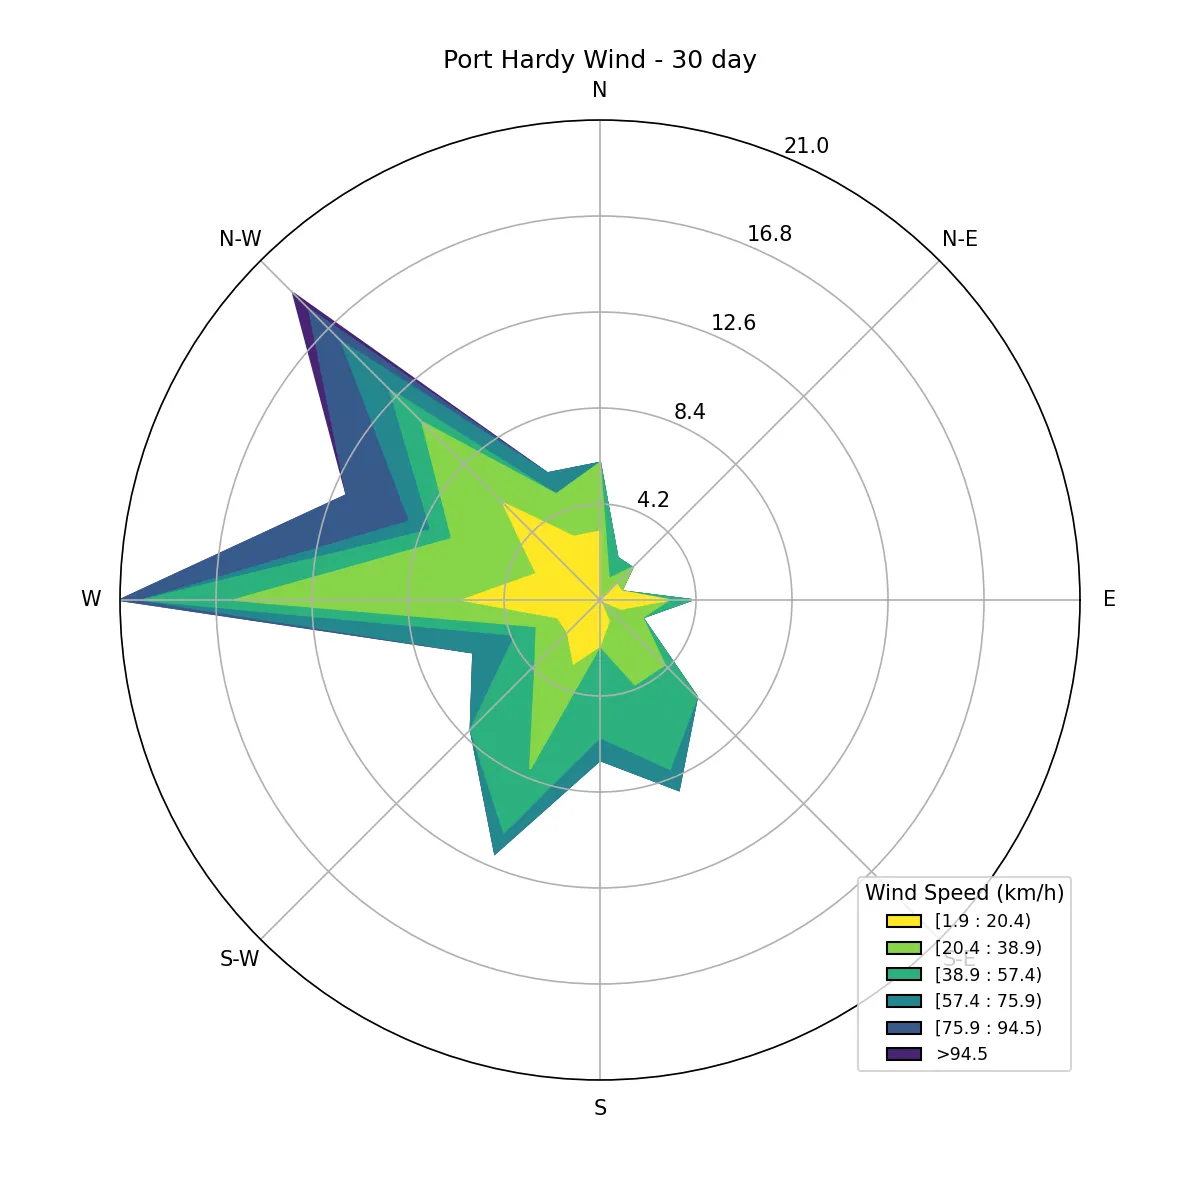 Port Hardy Wind - 30 day
N
21.0
16.8
N-W
N-E
12.6
8.4
4.2
W
E
Wind Speed (km/h)
[1.9 : 20.4)
[20.4 : 38.9)
S-W
S-E
[38.9 : 57.4)
[57.4 : 75.9)
[75.9 : 94.5)
>94.5
S